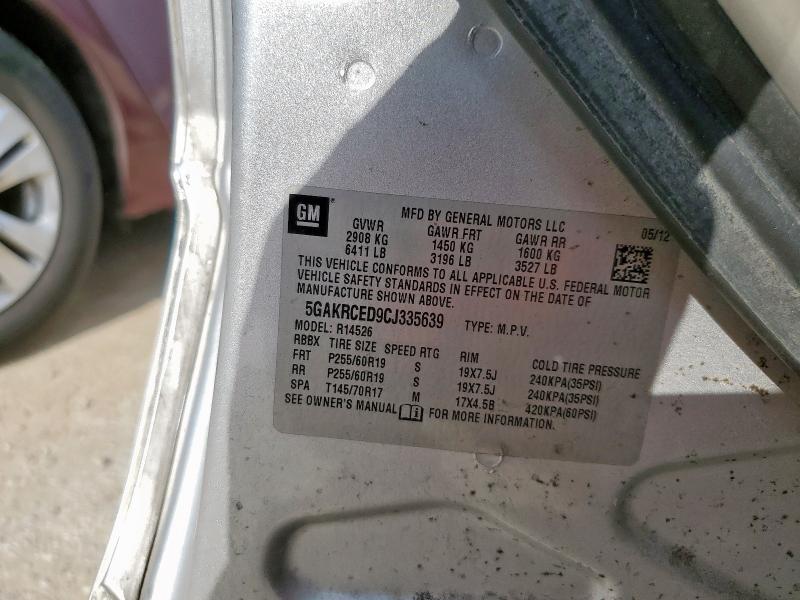 GM
MFD BY GENERAL MOTORS LLC 05/12
GVWR GAWR FRT GAWR RR
2908 KG 1450 KG 1600 KG
6411 LB 3196 LB 3527 LB
THIS VEHICLE CONFORMS TO ALL APPLICABLE U.S. FEDERAL MOTOR
VEHICLE SAFETY STANDARDS IN EFFECT ON THE DATE OF
MANUFACTURE SHOWN ABOVE.
5GAKRCED9CJ335639 TYPE: M.P.V.
MODEL: R14526
RBBX TIRE SIZE SPEED RTG RIM COLD TIRE PRESSURE
FRT P255/60R19 S 19X7.5J 240KPA(35PSI)
RR P255/60R19 S 19X7.5J 240KPA(35PSI)
SPA T145/70R17 M 17X4.5B 420KPA(60PSI)
SEE OWNER'S MANUAL FOR MORE INFORMATION.